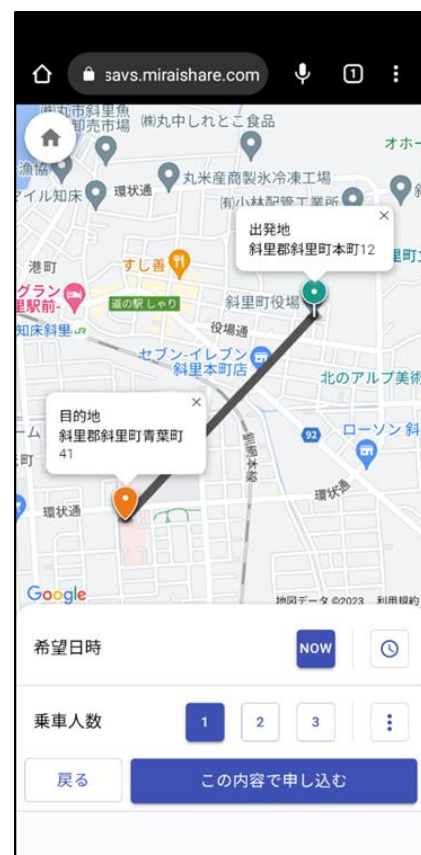 savs.miraishare.com
1
市斜里魚
卸売市場
㈱丸中しれとこ食品
オホー
漁協
マイル知床
環状通
丸米産商製氷冷凍工場
㈲小林配管工業所
出発地
斜里郡斜里町本町12
港町
すし善
グラン
里駅前-
道の駅 しゃり
斜里町役場
知床斜里
役場通
セブン-イレブン
斜里本町店
北のアルプ美術
目的地
斜里郡斜里町青葉町
41
釧網本線
92
ローソン 斜
環状通
環状通
Google
地図データ ©2023
利用規約
希望日時
NOW
乗車人数
1
2
3
戻る
この内容で申し込む